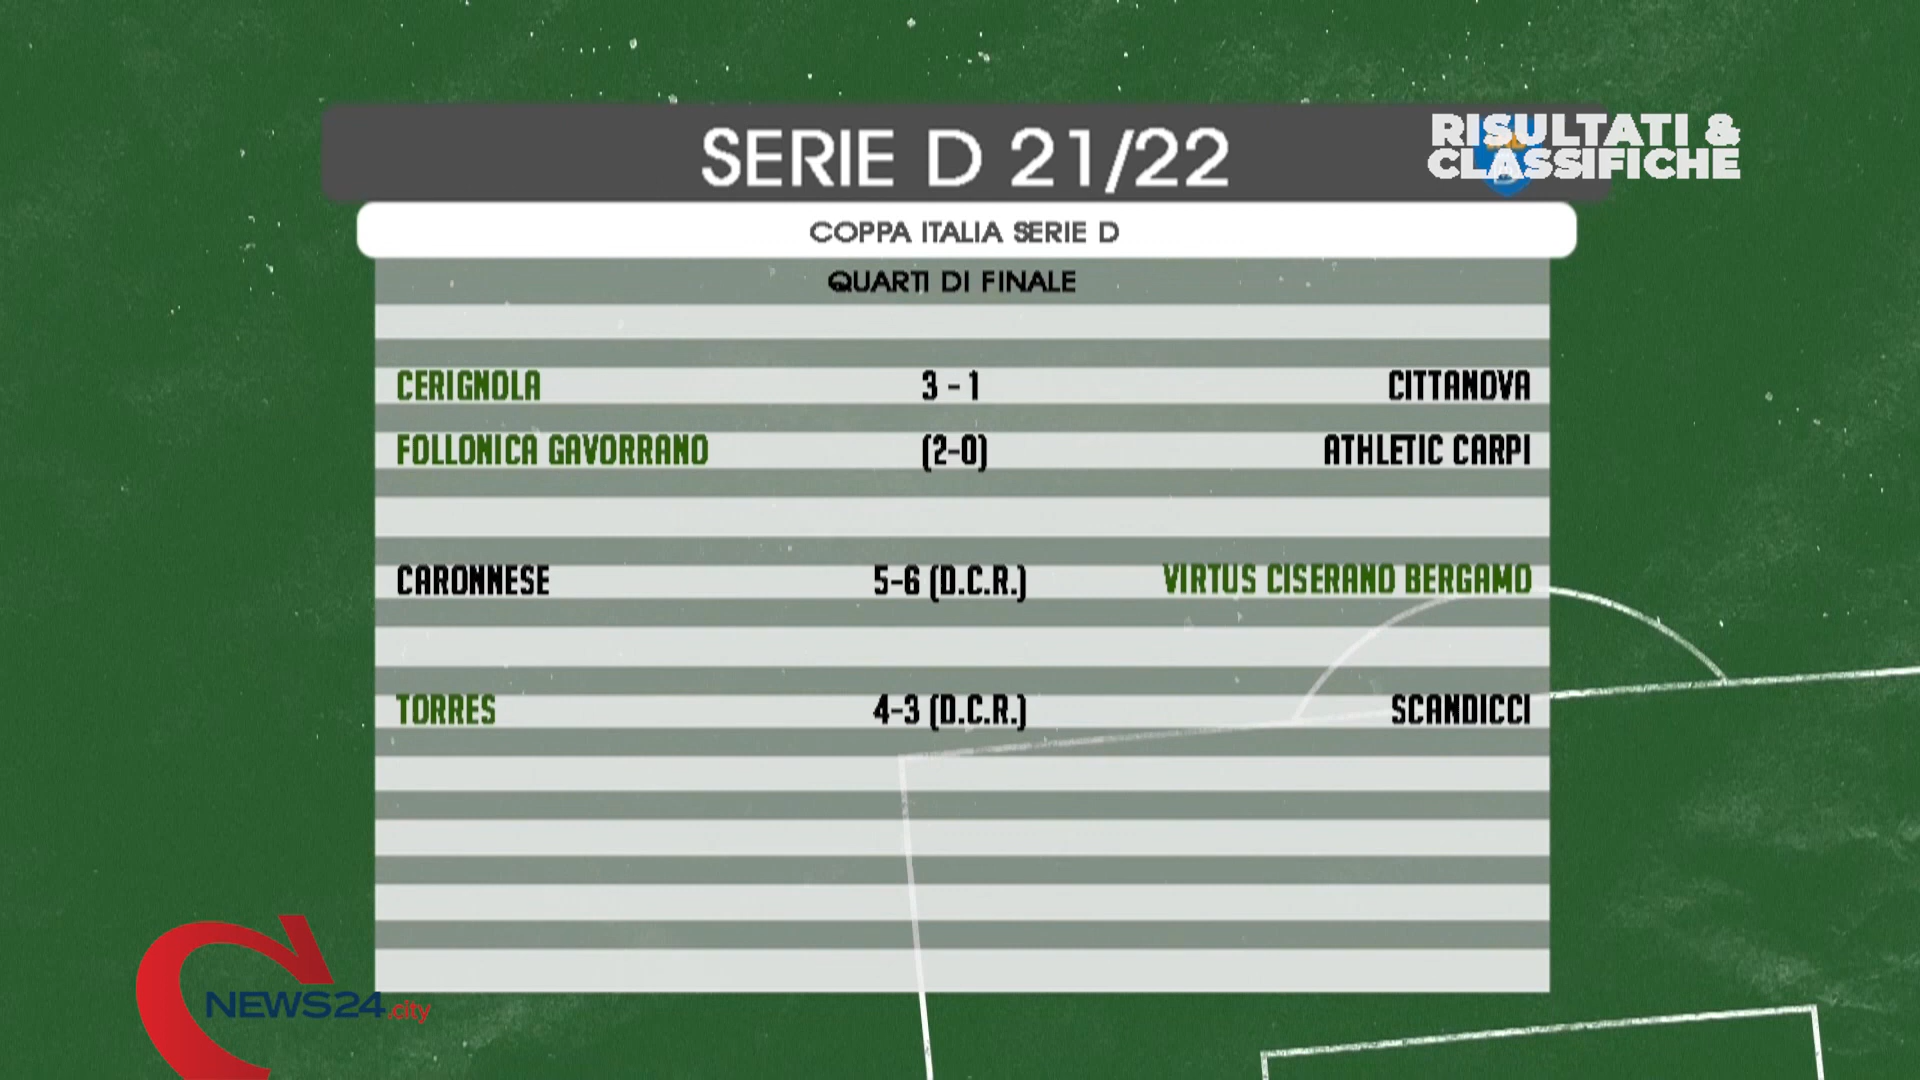 SERIE D 21/22
RISULTATI &
CLASSIFICHE
COPPA ITALIA SERIE D
QUARTI DI FINALE
CERIGNOLA 3 - 1 CITTANOVA
FOLLONICA GAVORRANO (2-0) ATHLETIC CARPI
CARONNESE 5-6 (D.C.R.) VIRTUS CISERANO BERGAMO
TORRES 4-3 (D.C.R.) SCANDICCI
NEWS24.city